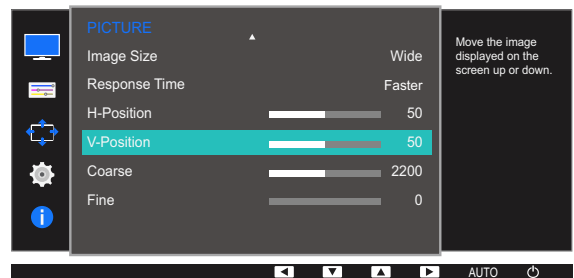 PICTURE
Image Size Wide
Response Time Faster
H-Position 50
V-Position 50
Coarse 2200
Fine 0
Move the image
displayed on the
screen up or down.
i
AUTO